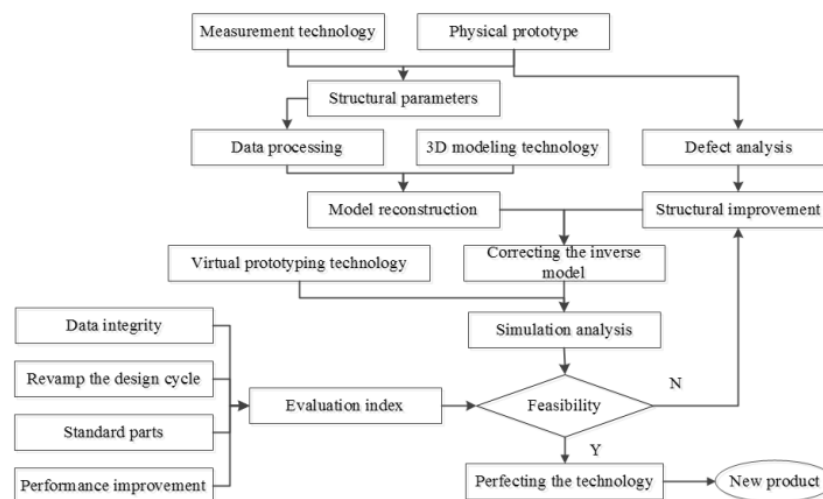 Measurement technology
Physical prototype
Structural parameters
Data processing
3D modeling technology
Defect analysis
Model reconstruction
Structural improvement
Virtual prototyping technology
Correcting the inverse
model
Data integrity
Simulation analysis
Revamp the design cycle
N
Evaluation index
Feasibility
Standard parts
Y
Performance improvement
Perfecting the technology
New product